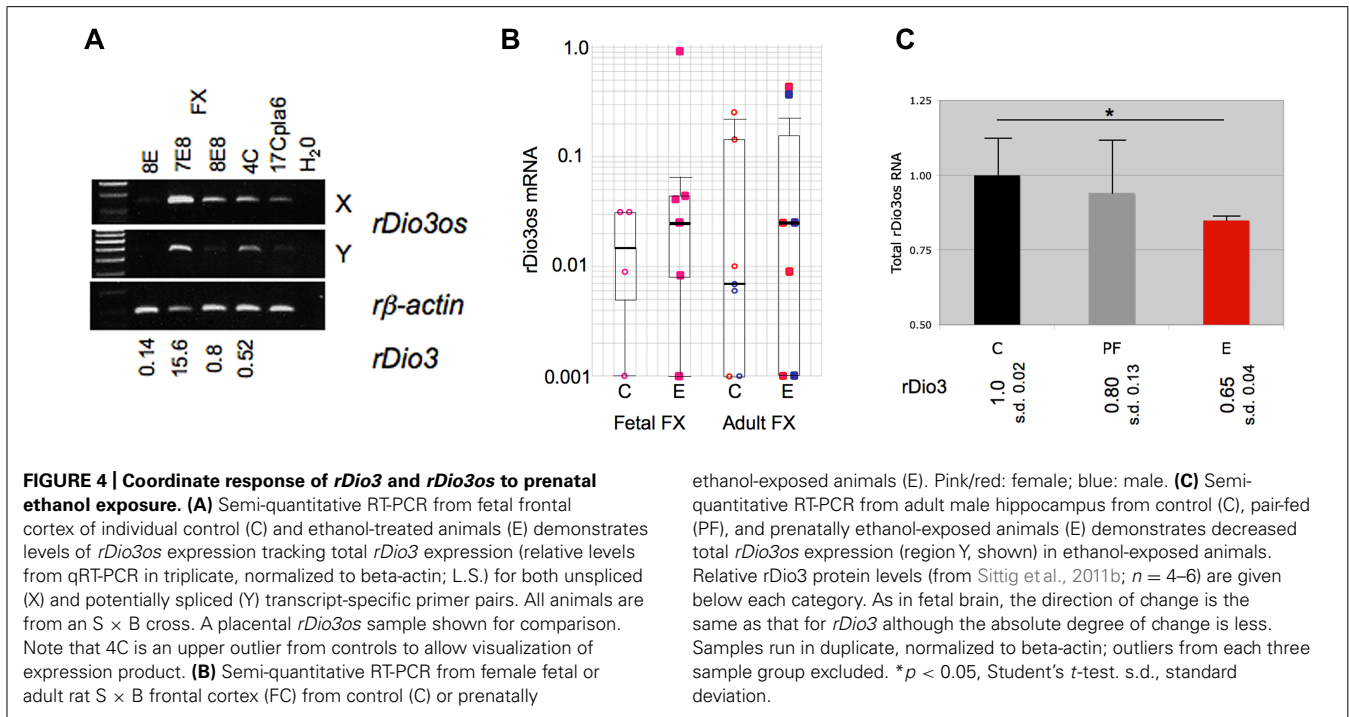 A
FX
8E
7E8
8E8
4C
17Cpla6
H20
X
rDio3os
Y
rβ-actin
0.14
15.6
0.8
0.52
rDio3
B
rDio3os mRNA
1.0
0.1
0.01
0.001
C E C E
Fetal FX Adult FX
C
Total rDio3os RNA
1.25
1.00
0.75
0.50
*
C PF E
rDio3
1.0
s.d. 0.02
0.80
s.d. 0.13
0.65
s.d. 0.04
FIGURE 4 | Coordinate response of rDio3 and rDio3os to prenatal
ethanol exposure. (A) Semi-quantitative RT-PCR from fetal frontal
cortex of individual control (C) and ethanol-treated animals (E) demonstrates
levels of rDio3os expression tracking total rDio3 expression (relative levels
from qRT-PCR in triplicate, normalized to beta-actin; L.S.) for both unspliced
(X) and potentially spliced (Y) transcript-specific primer pairs. All animals are
from an S × B cross. A placental rDio3os sample shown for comparison.
Note that 4C is an upper outlier from controls to allow visualization of
expression product. (B) Semi-quantitative RT-PCR from female fetal or
adult rat S × B frontal cortex (FC) from control (C) or prenatally
ethanol-exposed animals (E). Pink/red: female; blue: male. (C) Semi-
quantitative RT-PCR from adult male hippocampus from control (C), pair-fed
(PF), and prenatally ethanol-exposed animals (E) demonstrates decreased
total rDio3os expression (region Y, shown) in ethanol-exposed animals.
Relative rDio3 protein levels (from Sittig et al., 2011b; n = 4–6) are given
below each category. As in fetal brain, the direction of change is the
same as that for rDio3 although the absolute degree of change is less.
Samples run in duplicate, normalized to beta-actin; outliers from each three
sample group excluded. *p < 0.05, Student's t-test. s.d., standard
deviation.